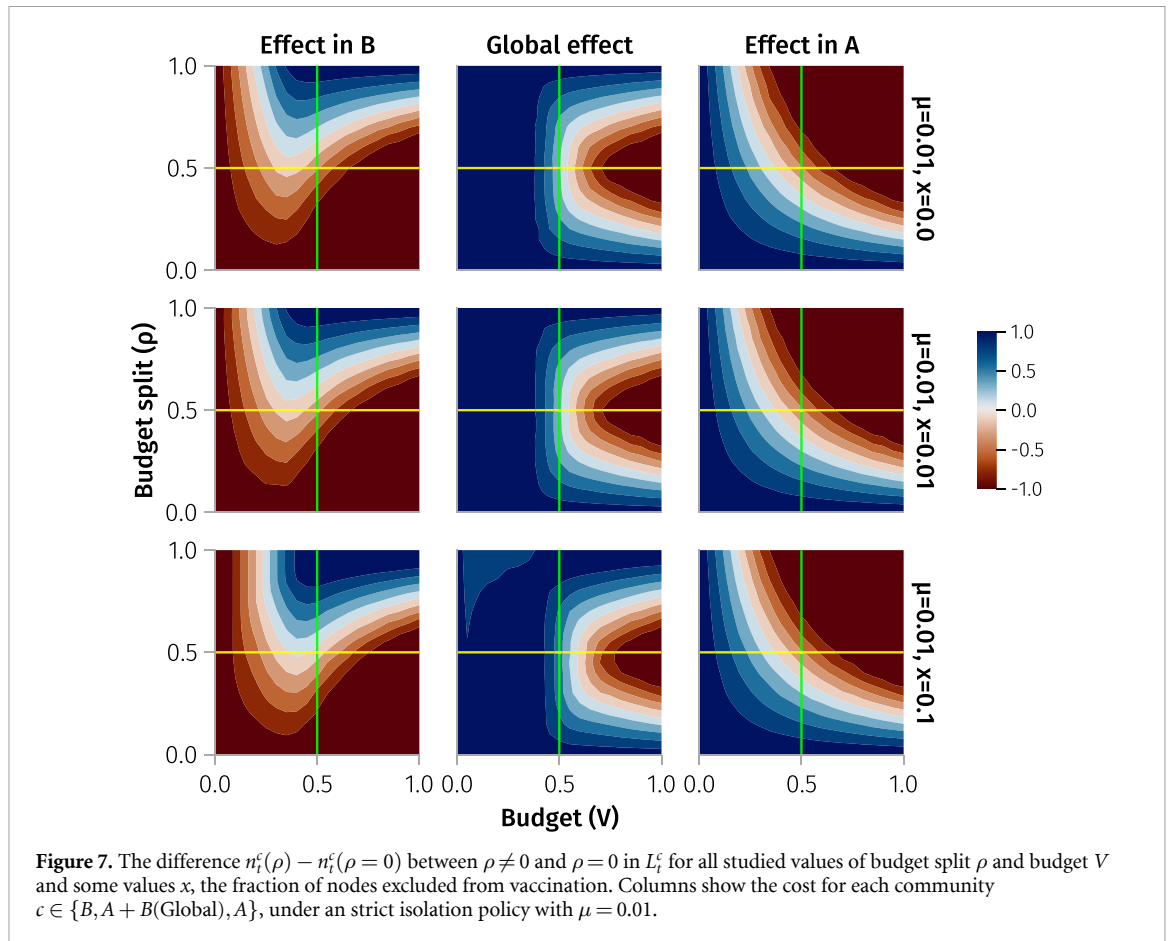 Effect in B
Global effect
Effect in A
1.0
0.5
0.0
μ=0.01, x=0.0
1.0
0.5
0.0
μ=0.01, x=0.01
Budget split (ρ)
1.0
0.5
0.0
-0.5
-1.0
1.0
0.5
0.0
μ=0.01, x=0.1
0.0 0.5 1.0
0.0 0.5 1.0
0.0 0.5 1.0
Budget (V)
Figure 7. The difference nₜᶜ(ρ) − nₜᶜ(ρ = 0) between ρ ≠ 0 and ρ = 0 in Lₜᶜ for all studied values of budget split ρ and budget V
and some values x, the fraction of nodes excluded from vaccination. Columns show the cost for each community
c ∈ {B, A + B(Global), A}, under an strict isolation policy with μ = 0.01.